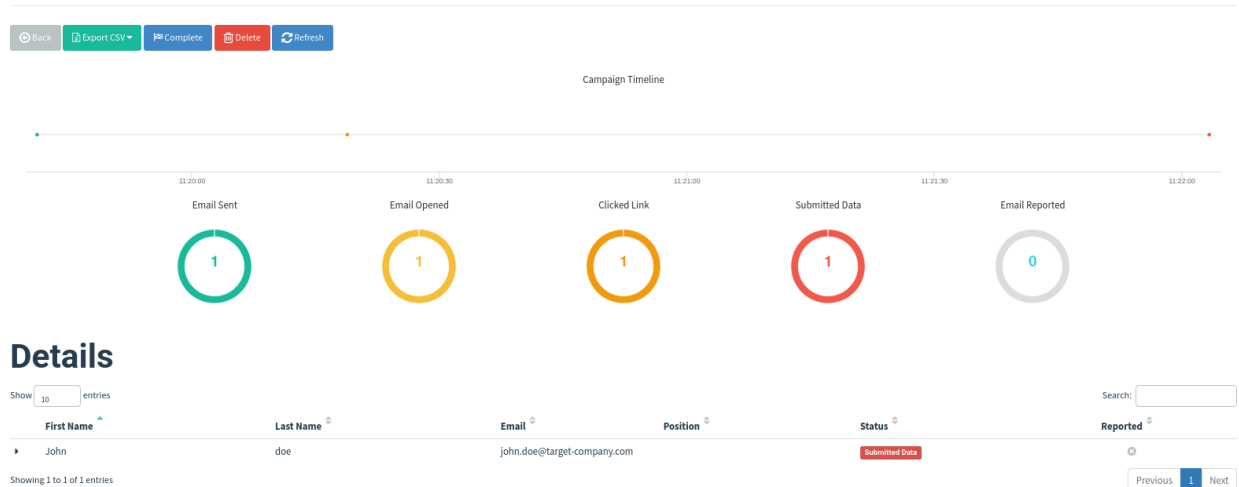 Back Export CSV Complete Delete Refresh
Campaign Timeline
11:20:00 11:20:30 11:21:00 11:21:30 11:22:00
Email Sent Email Opened Clicked Link Submitted Data Email Reported
1 1 1 1 0
Details
Show 10 entries Search:
First Name Last Name Email Position Status Reported
John doe john.doe@target-company.com Submitted Data
Showing 1 to 1 of 1 entries Previous 1 Next